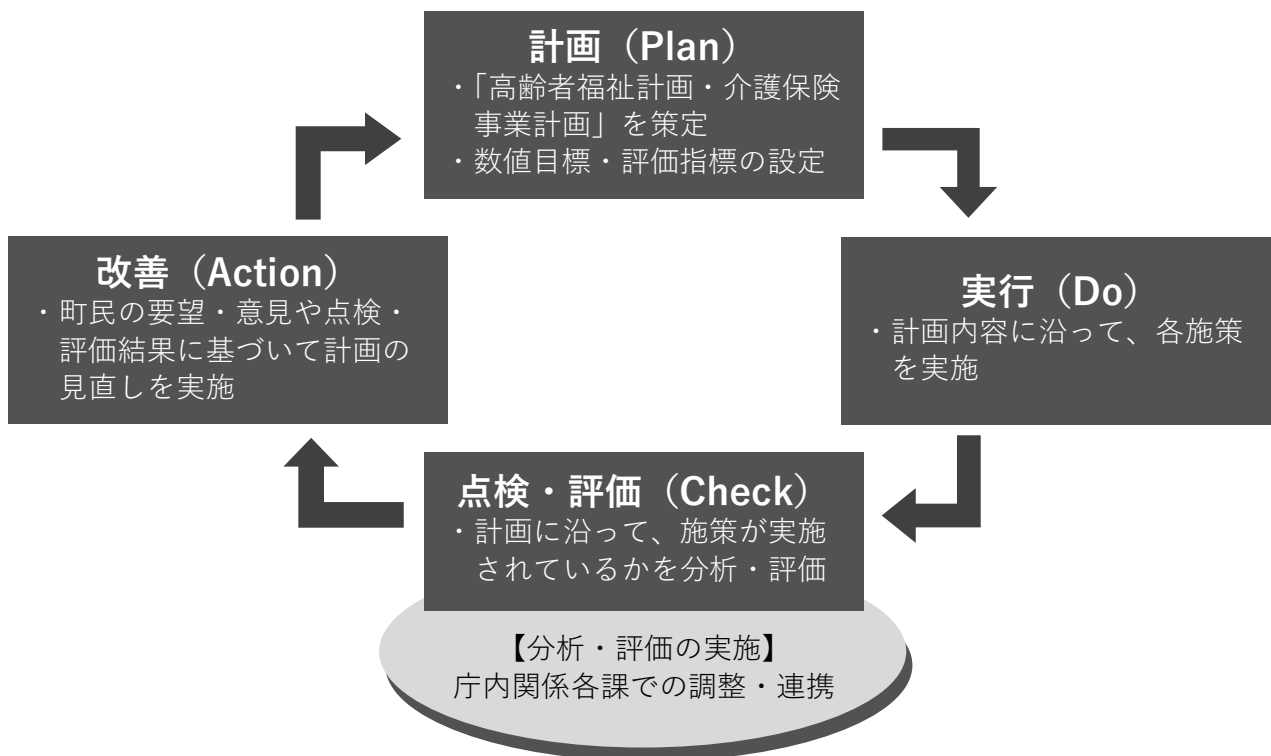 計画（Plan）
・「高齢者福祉計画・介護保険
事業計画」を策定
・数値目標・評価指標の設定
実行（Do）
・計画内容に沿って、各施策
を実施
点検・評価（Check）
・計画に沿って、施策が実施
されているかを分析・評価
【分析・評価の実施】
庁内関係各課での調整・連携
改善（Action）
・町民の要望・意見や点検・
評価結果に基づいて計画の
見直しを実施